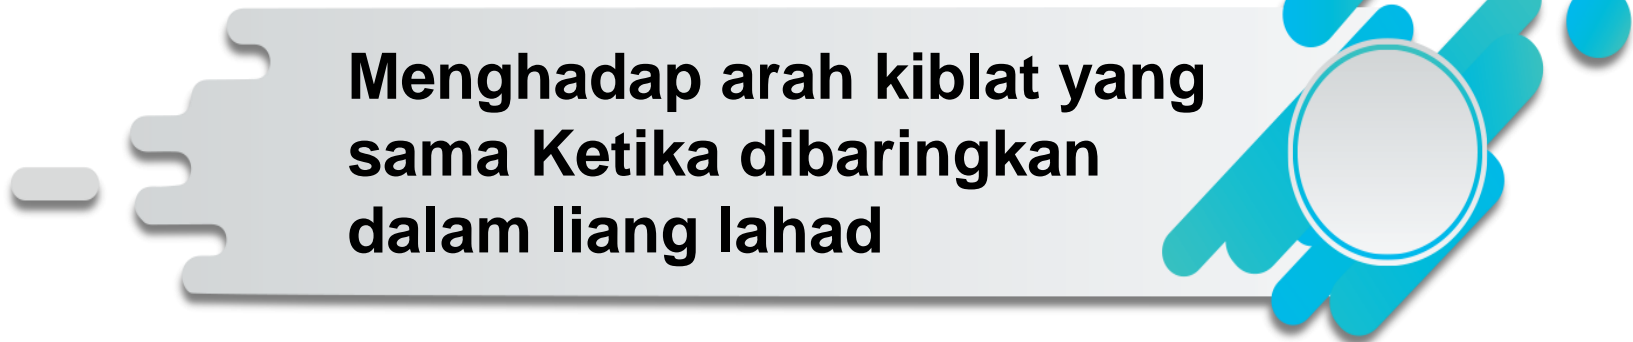 Menghadap arah kiblat yang
sama Ketika dibaringkan
dalam liang lahad